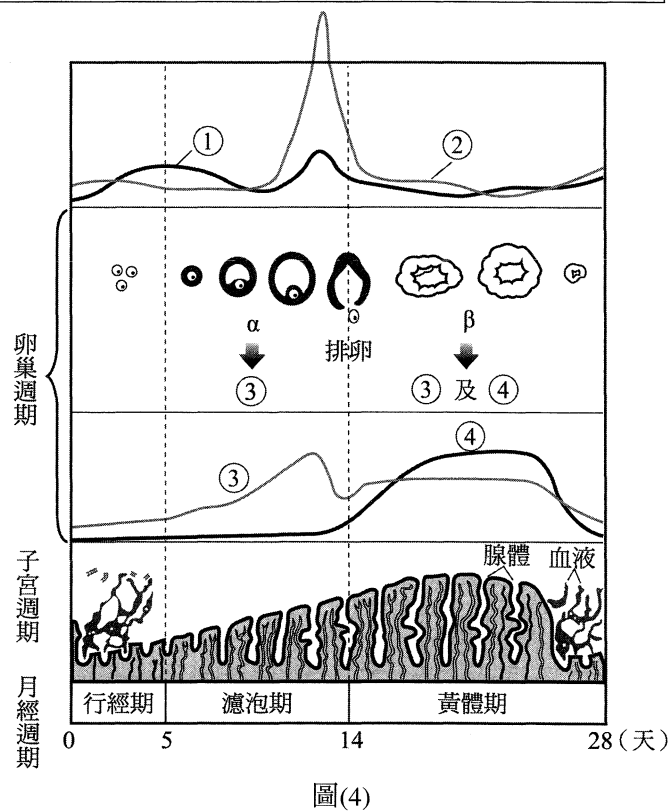 ① ②
α 排卵 β
③ ③ 及 ④
卵巢週期
③ ④
子宮週期
腺體 血液
月經週期
行經期 濾泡期 黃體期
0 5 14 28（天）
圖(4)